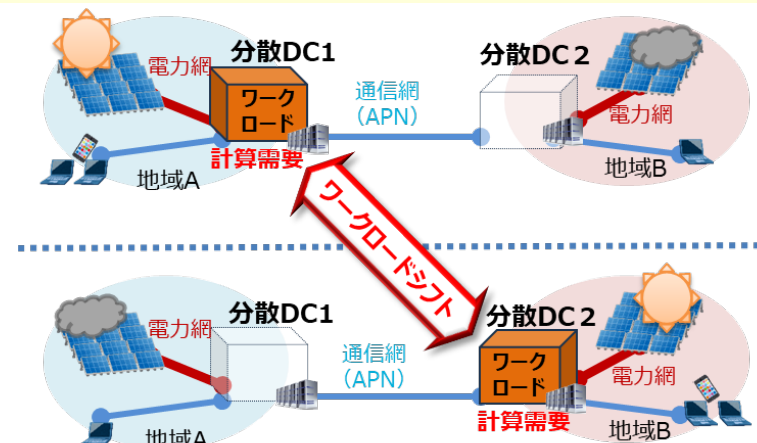 分散DC1
分散DC２
電力網
ワーク
ロード
通信網
（APN）
電力網
計算需要
地域A
地域B
ワークロードシフト
分散DC1
分散DC２
電力網
通信網
（APN）
ワーク
ロード
電力網
計算需要
地域A
地域B